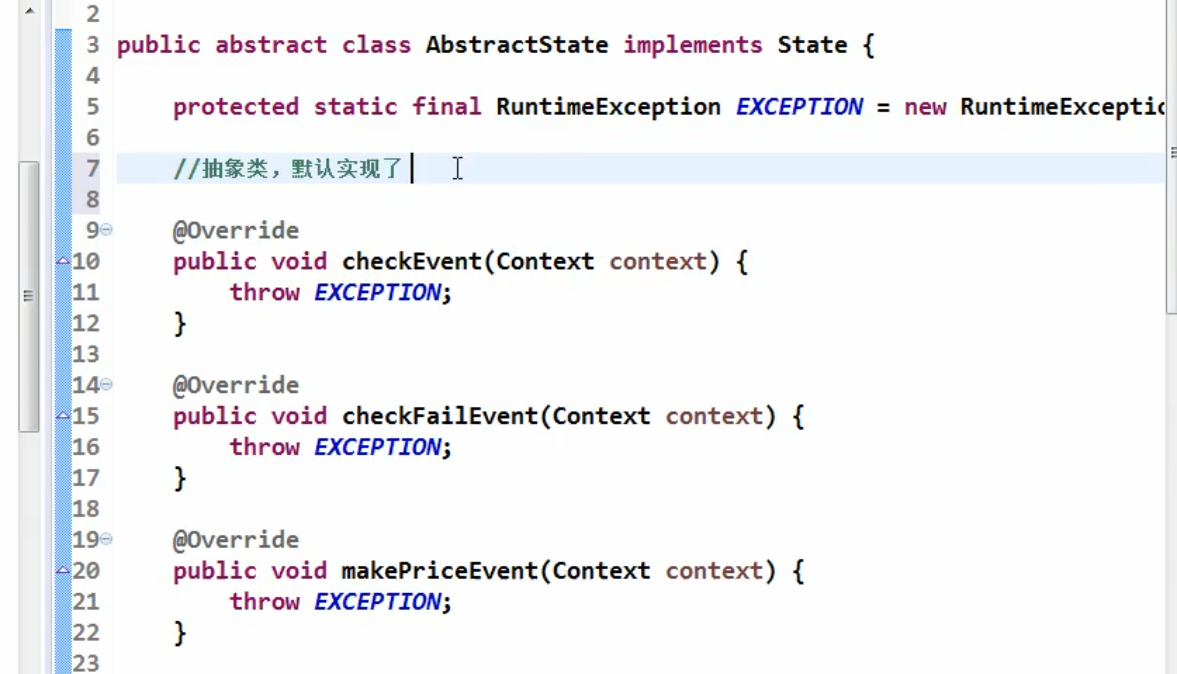 2
3 public abstract class AbstractState implements State {
4
5 protected static final RuntimeException EXCEPTION = new RuntimeExceptio
6
7 //抽象类，默认实现了
8
9 @Override
10 public void checkEvent(Context context) {
11 throw EXCEPTION;
12 }
13
14 @Override
15 public void checkFailEvent(Context context) {
16 throw EXCEPTION;
17 }
18
19 @Override
20 public void makePriceEvent(Context context) {
21 throw EXCEPTION;
22 }
23